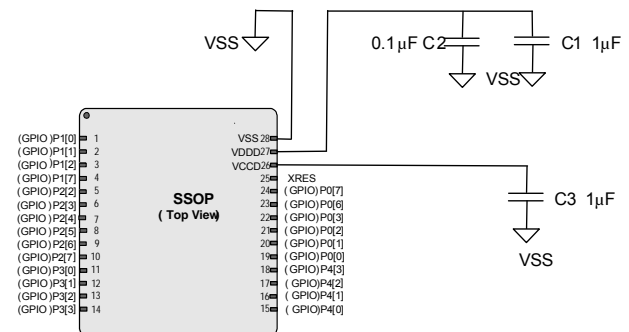 VSS
0.1µF C2
C1 1µF
VSS
(GPIO )P1[0] 1
(GPIO)P1[1] 2
(GPIO )P1[2] 3
(GPIO)P1[7] 4
(GPIO)P2[2] 5
(GPIO)P2[3] 6
(GPIO )P2[4] 7
(GPIO)P2[5] 8
(GPIO )P2[6] 9
(GPIO)P2[7] 10
(GPIO)P3[0] 11
(GPIO )P3[1] 12
(GPIO)P3[2] 13
(GPIO )P3[3] 14
SSOP
( Top View)
VSS 28
VDDD 27
VCCD 26
25 XRES
24 (GPIO) P0[7]
23 (GPIO) P0[6]
22 (GPIO) P0[3]
21 (GPIO) P0[2]
20 (GPIO) P0[1]
19 (GPIO) P0[0]
18 (GPIO)P4[3]
17 (GPIO)P4[2]
16 (GPIO)P4[1]
15 (GPIO)P4[0]
C3 1µF
VSS